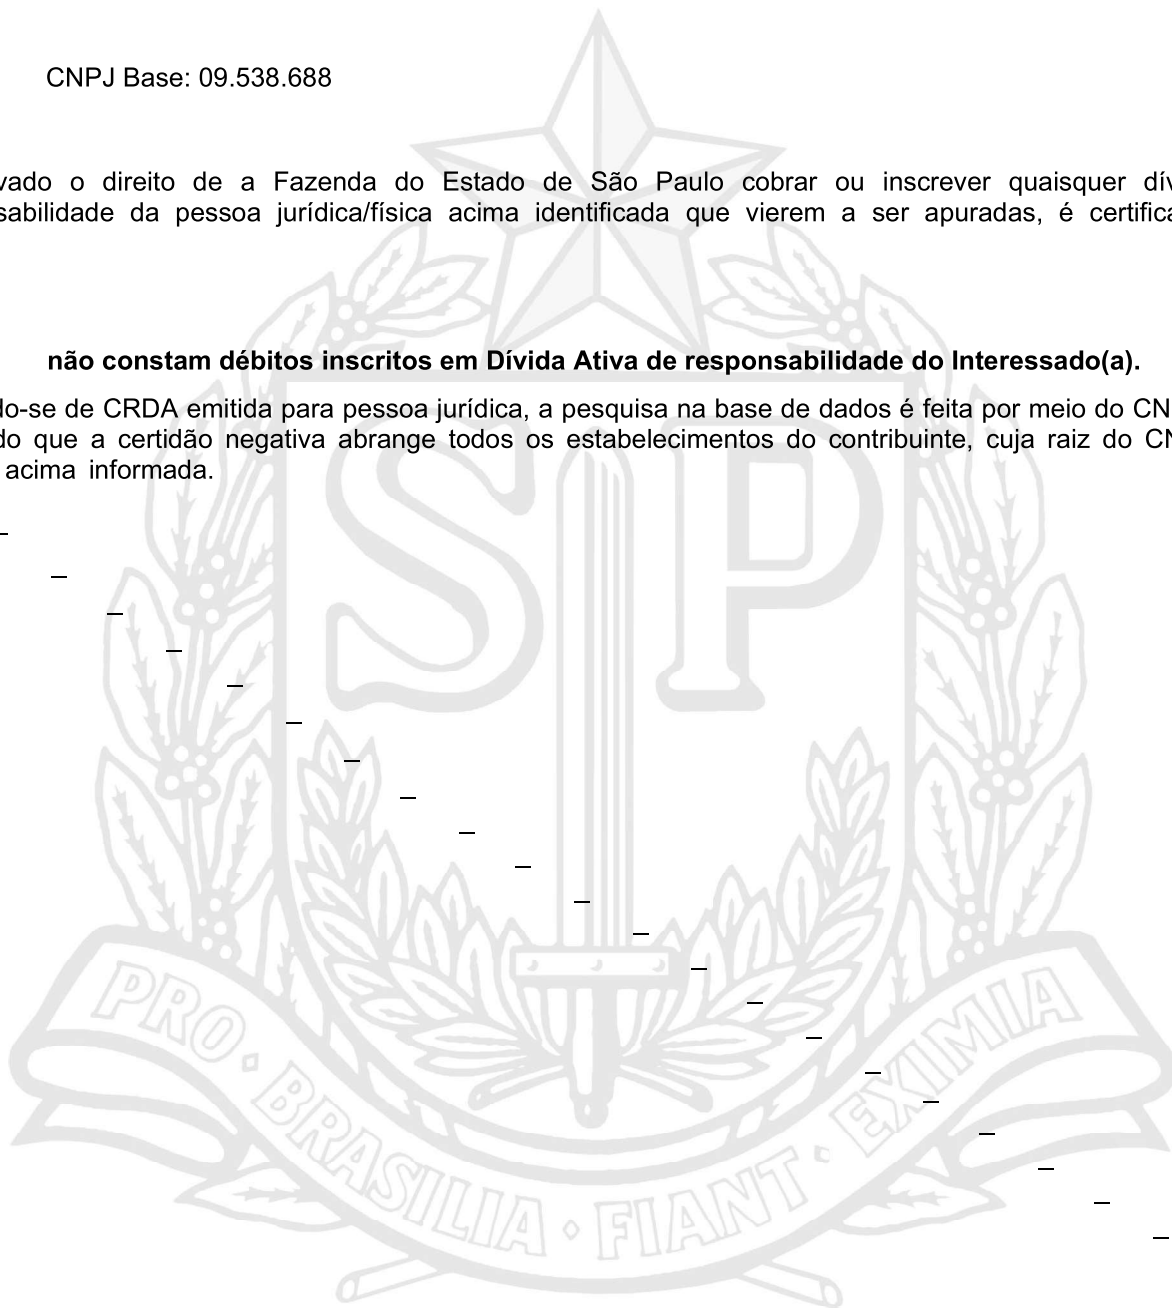 CNPJ Base: 09.538.688
vado o direito de a Fazenda do Estado de São Paulo cobrar ou inscrever quaisquer dív
sabilidade da pessoa jurídica/física acima identificada que vierem a ser apuradas, é certifica
não constam débitos inscritos em Dívida Ativa de responsabilidade do Interessado(a).
do-se de CRDA emitida para pessoa jurídica, a pesquisa na base de dados é feita por meio do CN
do que a certidão negativa abrange todos os estabelecimentos do contribuinte, cuja raiz do CN
acima informada.
SP
PRO · BRASILIA · FIANT · EXIMIA